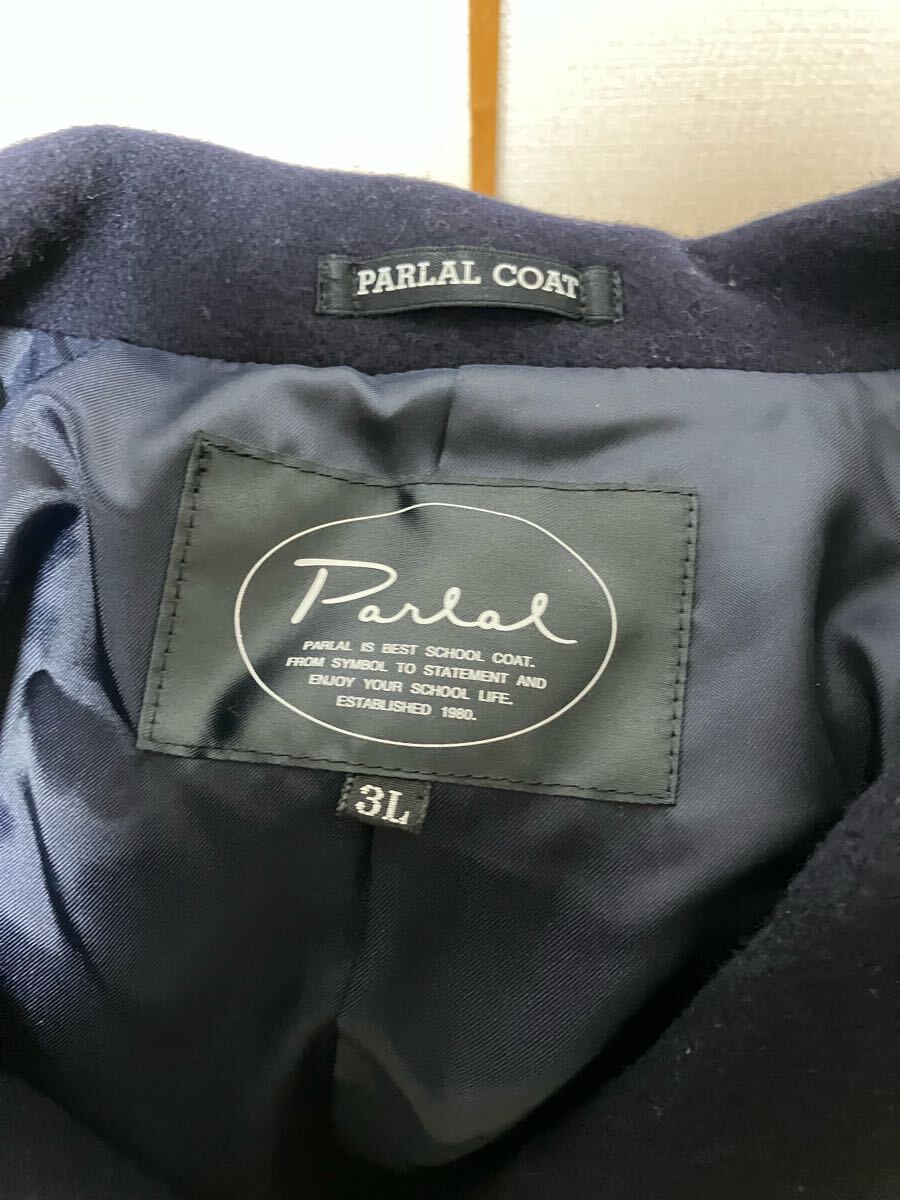 PARLAL COAT
Parlal
PARLAL IS BEST SCHOOL COAT.
FROM SYMBOL TO STATEMENT AND
ENJOY YOUR SCHOOL LIFE.
ESTABLISHED 1980.
3L